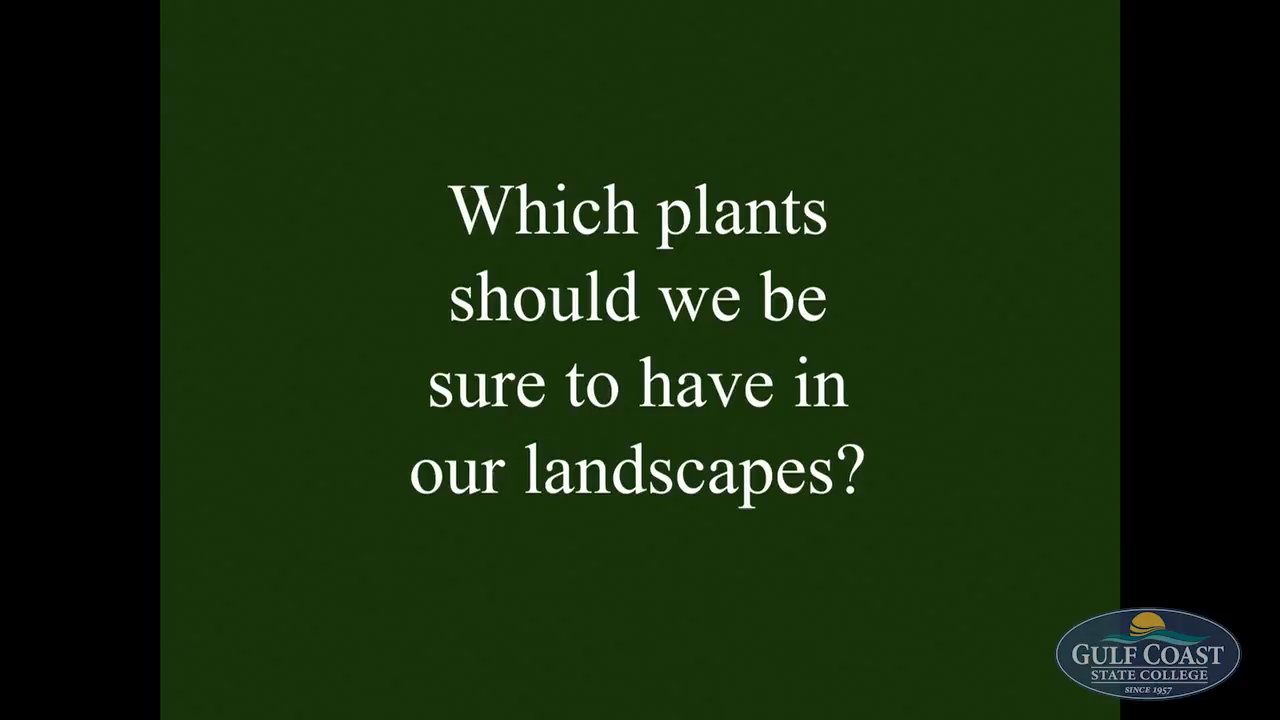 Which plants
should we be
sure to have in
our landscapes?
GULF COAST
STATE COLLEGE
SINCE 1957